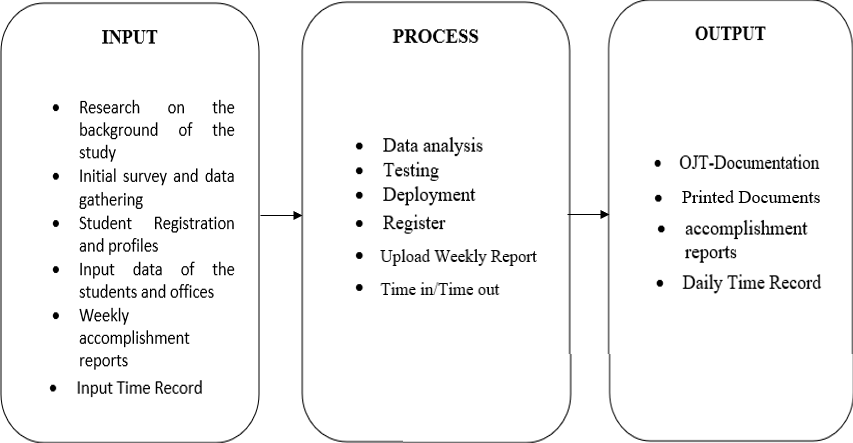 INPUT
• Research on the
background of the
study
• Initial survey and data
gathering
• Student Registration
and profiles
• Input data of the
students and offices
• Weekly
accomplishment
reports
• Input Time Record
PROCESS
• Data analysis
• Testing
• Deployment
• Register
• Upload Weekly Report
• Time in/Time out
OUTPUT
• OJT-Documentation
• Printed Documents
• accomplishment
reports
• Daily Time Record